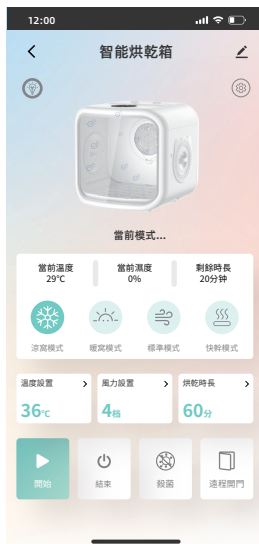 12:00
智能烘乾箱
當前模式...
當前溫度 當前濕度 剩餘時長
29℃ 0% 20分钟
涼窩模式 暖窩模式 標準模式 快幹模式
溫度設置 風力設置 烘乾時長
36℃ 4档 60分
開始 結束 殺菌 遠程開門